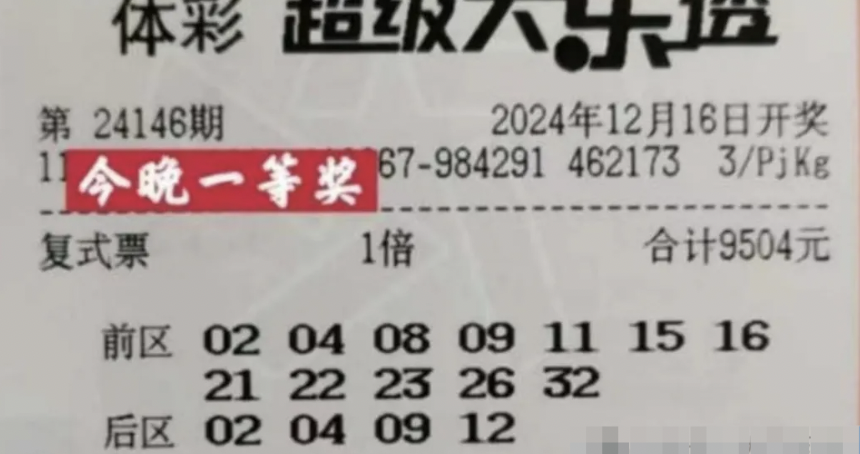 体彩 超级大乐透
第 24146期 2024年12月16日开奖
11 67-984291 462173 3/PjKg
今晚一等奖
复式票 1倍 合计9504元
前区 02 04 08 09 11 15 16
21 22 23 26 32
后区 02 04 09 12